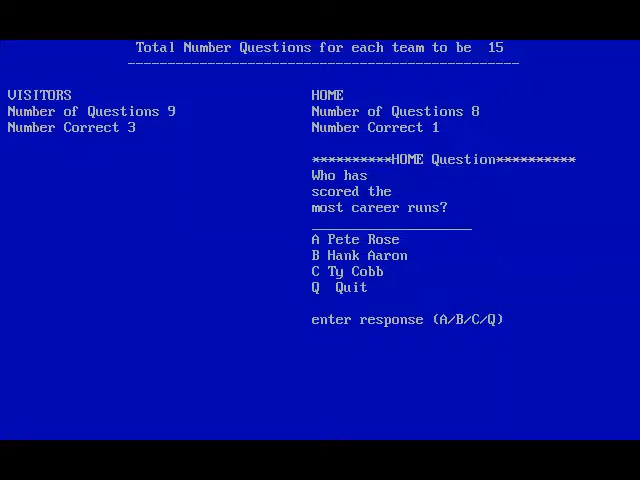 Total Number Questions for each team to be  15
-------------------------------------------------
VISITORS
Number of Questions 9
Number Correct 3
HOME
Number of Questions 8
Number Correct 1
**********HOME Question**********
Who has
scored the
most career runs?
____________________
A Pete Rose
B Hank Aaron
C Ty Cobb
Q  Quit
enter response (A/B/C/Q)